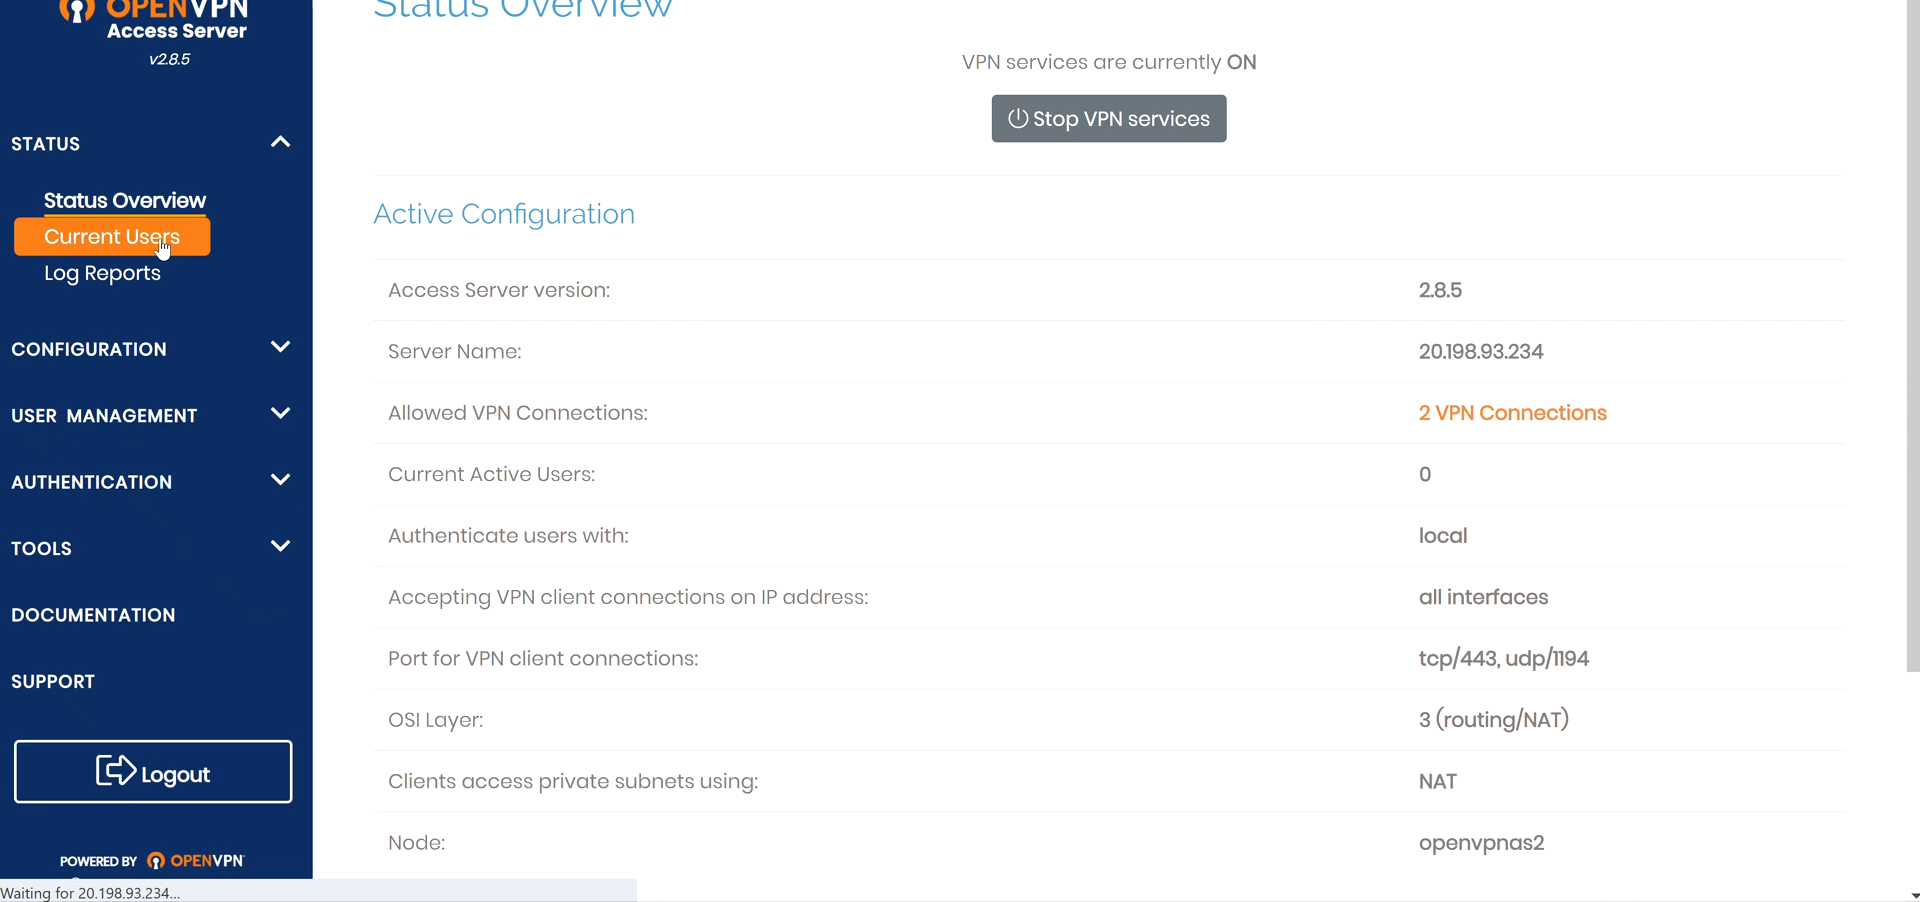 OPENVPN
Access Server
v2.8.5
STATUS
Status Overview
Current Users
Log Reports
CONFIGURATION
USER MANAGEMENT
AUTHENTICATION
TOOLS
DOCUMENTATION
SUPPORT
Logout
POWERED BY OPENVPN
Waiting for 20.198.93.234...
Status Overview
VPN services are currently ON
Stop VPN services
Active Configuration
Access Server version: 2.8.5
Server Name: 20.198.93.234
Allowed VPN Connections: 2 VPN Connections
Current Active Users: 0
Authenticate users with: local
Accepting VPN client connections on IP address: all interfaces
Port for VPN client connections: tcp/443, udp/1194
OSI Layer: 3 (routing/NAT)
Clients access private subnets using: NAT
Node: openvpnas2